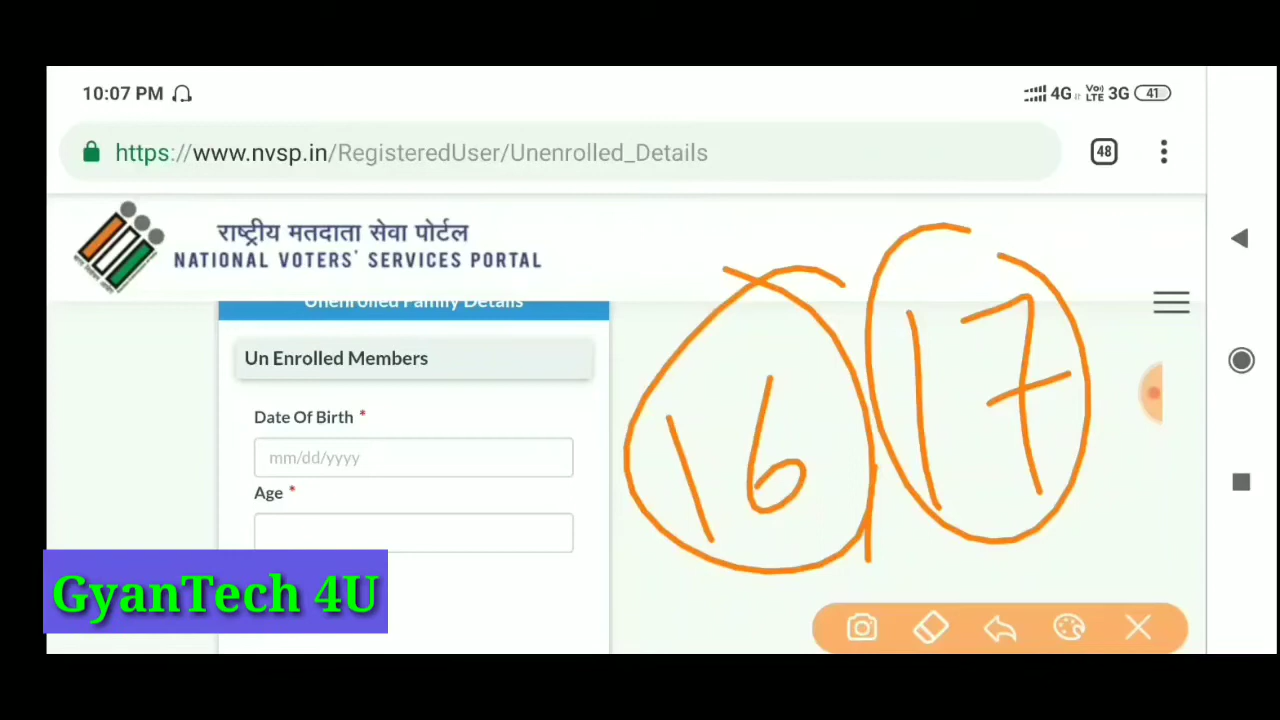 10:07 PM 4G Vo) LTE 3G 41
https://www.nvsp.in/RegisteredUser/Unenrolled_Details 48
राष्ट्रीय मतदाता सेवा पोर्टल
NATIONAL VOTERS' SERVICES PORTAL
Unenrolled Family Details
Un Enrolled Members
16 17
Date Of Birth *
mm/dd/yyyy
Age *
GyanTech 4U